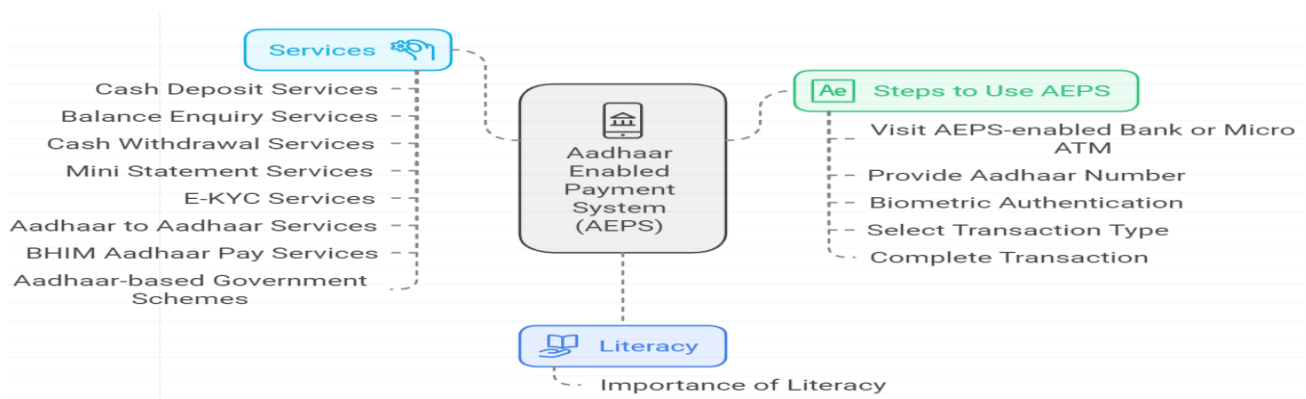 Services
Cash Deposit Services
Balance Enquiry Services
Cash Withdrawal Services
Mini Statement Services
E-KYC Services
Aadhaar to Aadhaar Services
BHIM Aadhaar Pay Services
Aadhaar-based Government
Schemes
Aadhaar
Enabled
Payment
System
(AEPS)
Ae Steps to Use AEPS
Visit AEPS-enabled Bank or Micro
ATM
Provide Aadhaar Number
Biometric Authentication
Select Transaction Type
Complete Transaction
Literacy
Importance of Literacy